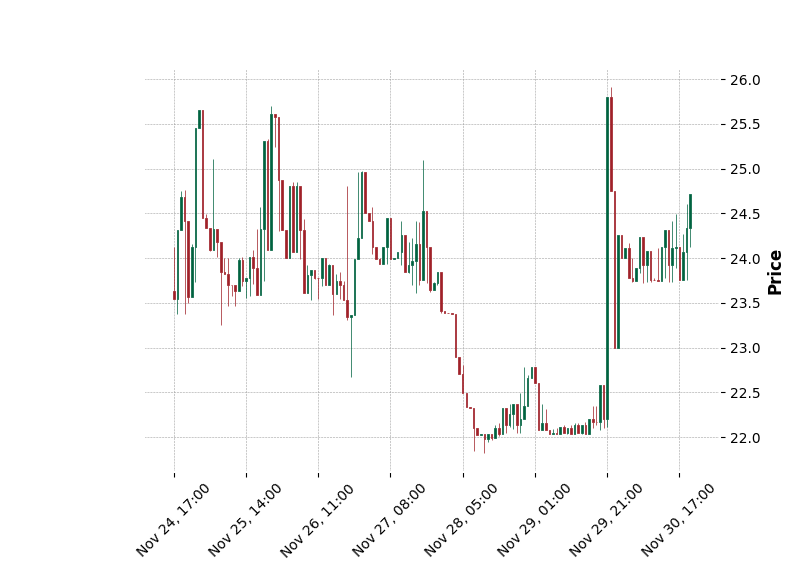 26.0
25.5
25.0
24.5
24.0
23.5
23.0
22.5
22.0
Price
Nov 24, 17:00
Nov 25, 14:00
Nov 26, 11:00
Nov 27, 08:00
Nov 28, 05:00
Nov 29, 01:00
Nov 29, 21:00
Nov 30, 17:00